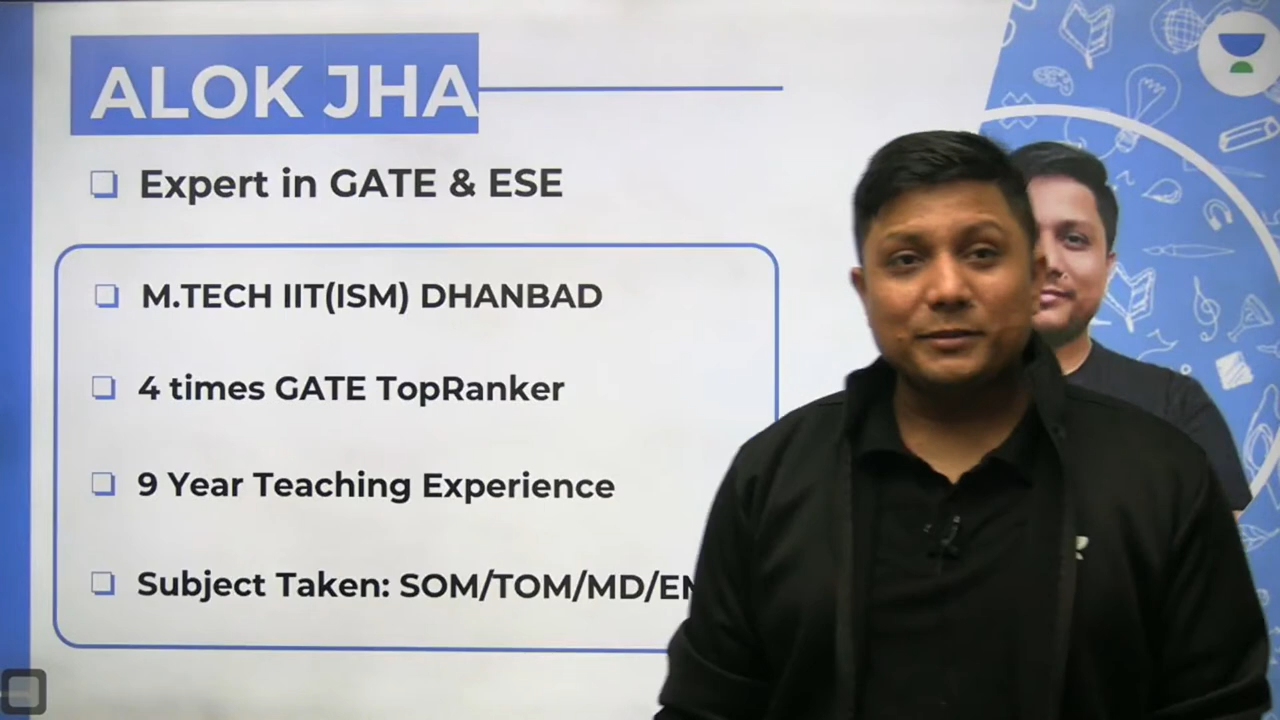 ALOK JHA
Expert in GATE & ESE
M.TECH IIT(ISM) DHANBAD
4 times GATE TopRanker
9 Year Teaching Experience
Subject Taken: SOM/TOM/MD/